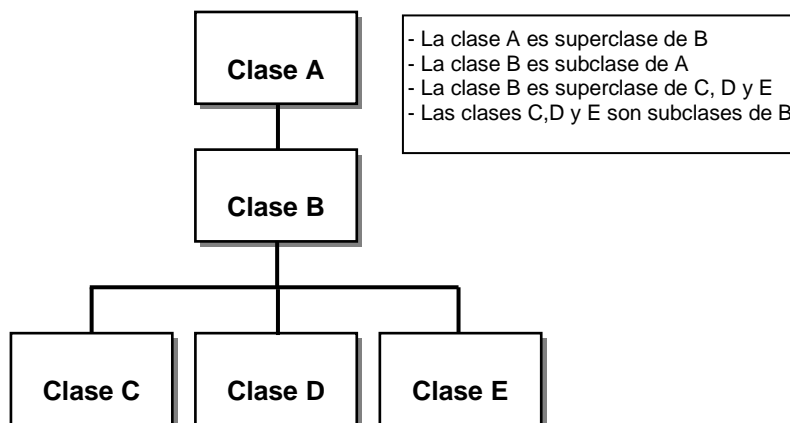 Clase A
- La clase A es superclase de B
- La clase B es subclase de A
- La clase B es superclase de C, D y E
- Las clases C,D y E son subclases de B
Clase B
Clase C
Clase D
Clase E